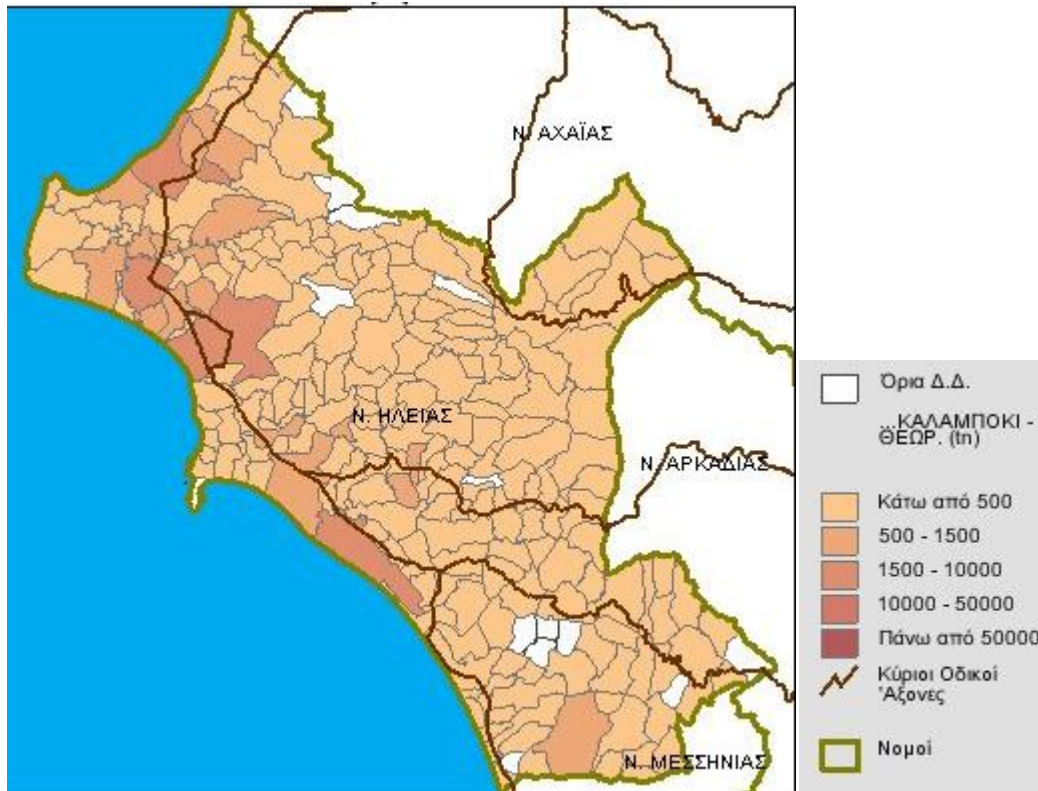 Ν. ΑΧΑΪΑΣ
Ν. ΗΛΕΙΑΣ
Ν. ΑΡΚΑΔΙΑΣ
Ν. ΜΕΣΣΗΝΙΑΣ
Όρια Δ.Δ.
...ΚΑΛΑΜΠΟΚΙ -
ΘΕΩΡ. (tn)
Κάτω από 500
500 - 1500
1500 - 10000
10000 - 50000
Πάνω από 50000
Κύριοι Οδικοί
Άξονες
Νομοί